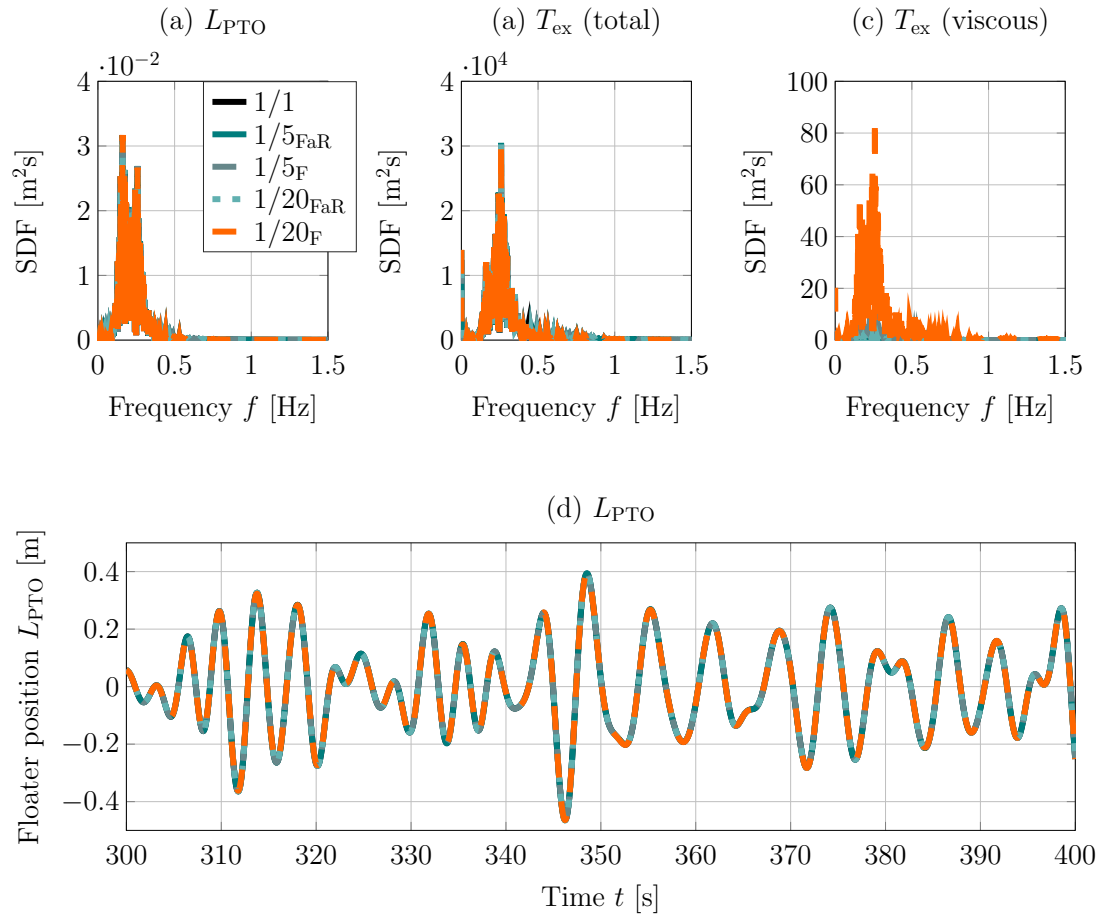 (a) L_PTO
(a) T_ex (total)
(c) T_ex (viscous)
·10^−2
·10^4
4
3
2
1
0
SDF [m²s]
1/1
1/5_FaR
1/5_F
1/20_FaR
1/20_F
0 0.5 1 1.5
Frequency f [Hz]
4
3
2
1
0
SDF [m²s]
0 0.5 1 1.5
Frequency f [Hz]
100
80
60
40
20
0
SDF [m²s]
0 0.5 1 1.5
Frequency f [Hz]
(d) L_PTO
Floater position L_PTO [m]
0.4
0.2
0
−0.2
−0.4
300 310 320 330 340 350 360 370 380 390 400
Time t [s]